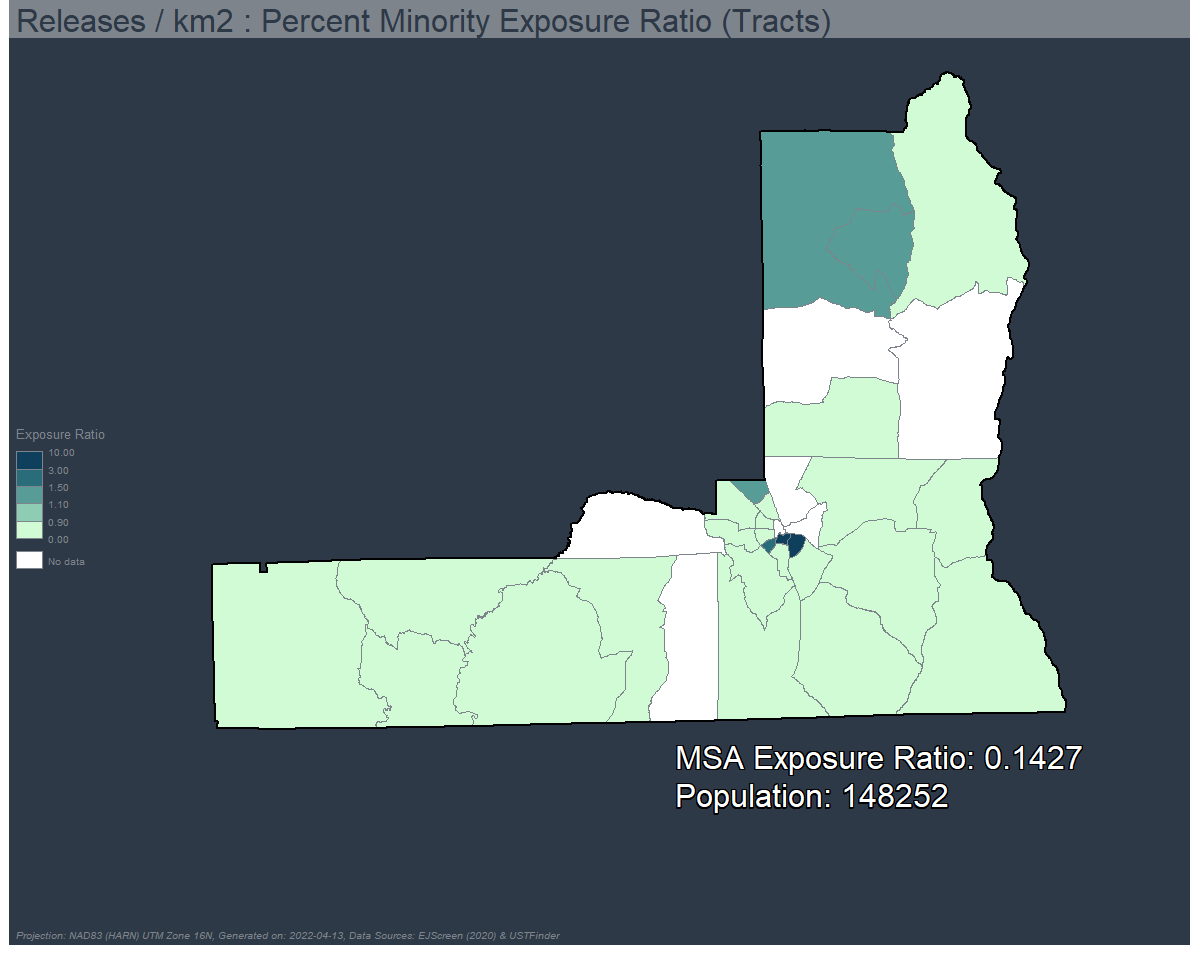 Releases / km2 : Percent Minority Exposure Ratio (Tracts)
Exposure Ratio
10.00
3.00
1.50
1.10
0.90
0.00
No data
MSA Exposure Ratio: 0.1427
Population: 148252
Projection: NAD83 (HARN) UTM Zone 16N, Generated on: 2022-04-13, Data Sources: EJScreen (2020) & USTFinder